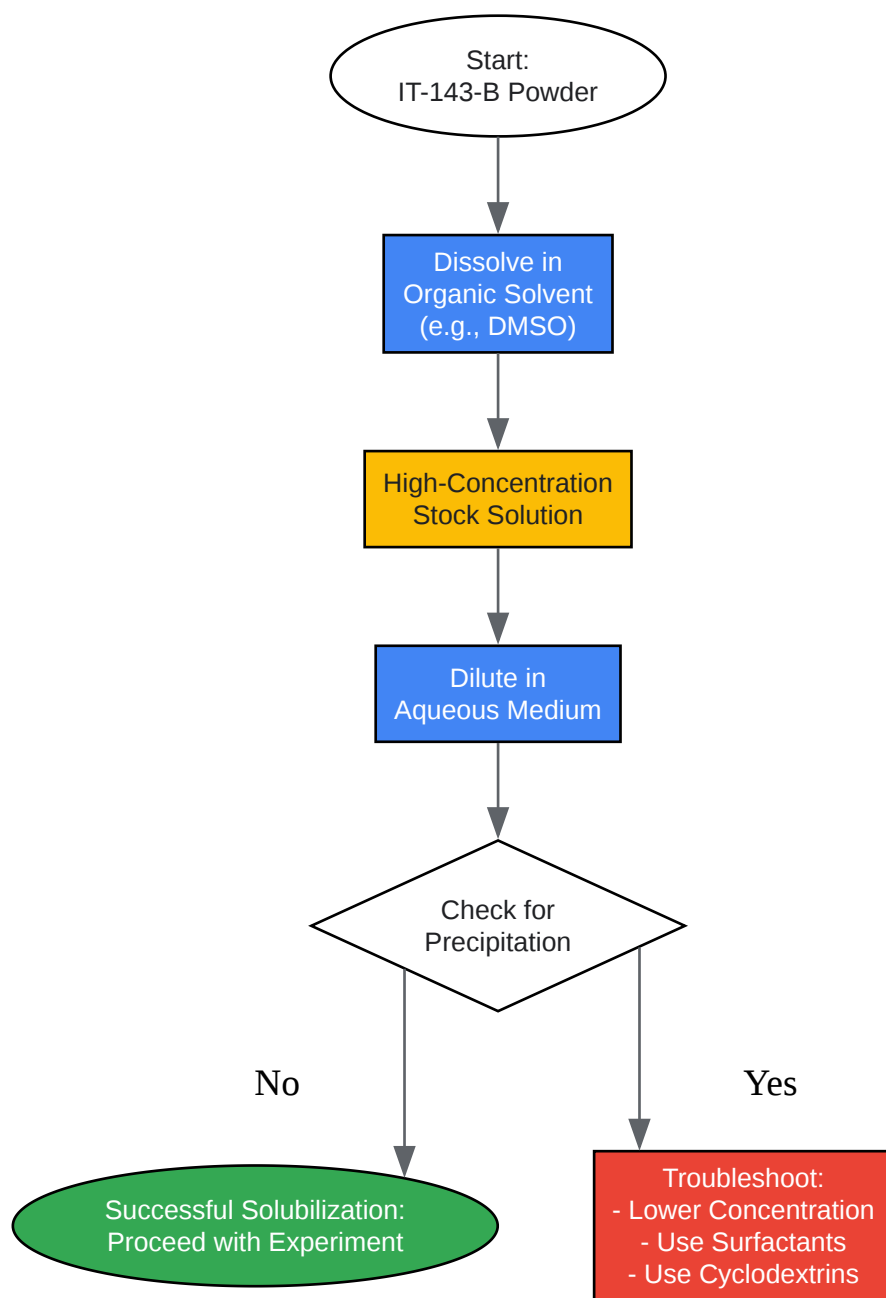 Start:
IT-143-B Powder
Dissolve in
Organic Solvent
(e.g., DMSO)
High-Concentration
Stock Solution
Dilute in
Aqueous Medium
Check for
Precipitation
No
Yes
Successful Solubilization:
Proceed with Experiment
Troubleshoot:
- Lower Concentration
- Use Surfactants
- Use Cyclodextrins